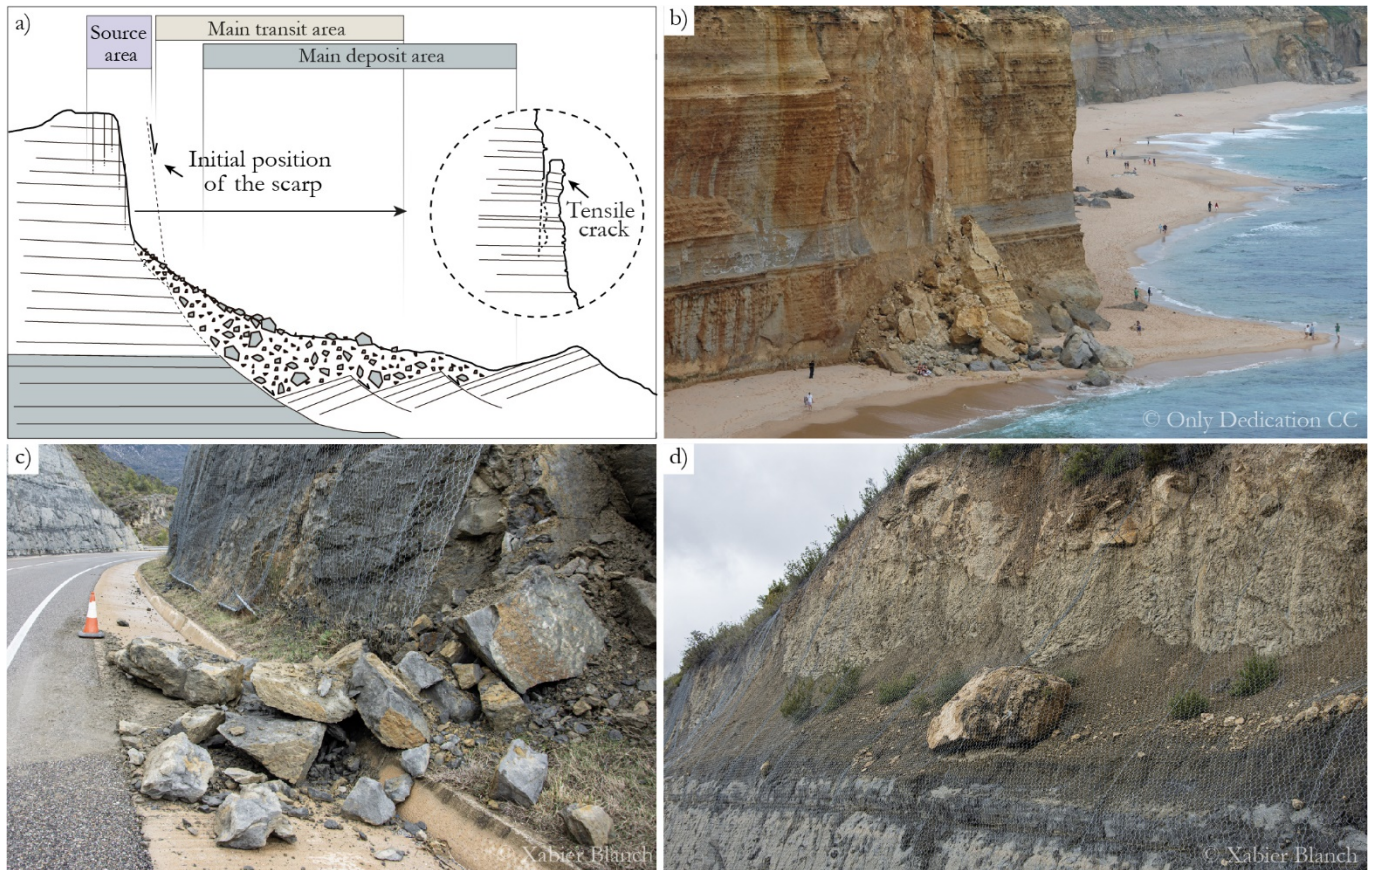 a)
Source
area
Main transit area
Main deposit area
Initial position
of the scarp
Tensile
crack
b)
© Only Dedication CC
c)
Xabier Blanch
d)
© Xabier Blanch